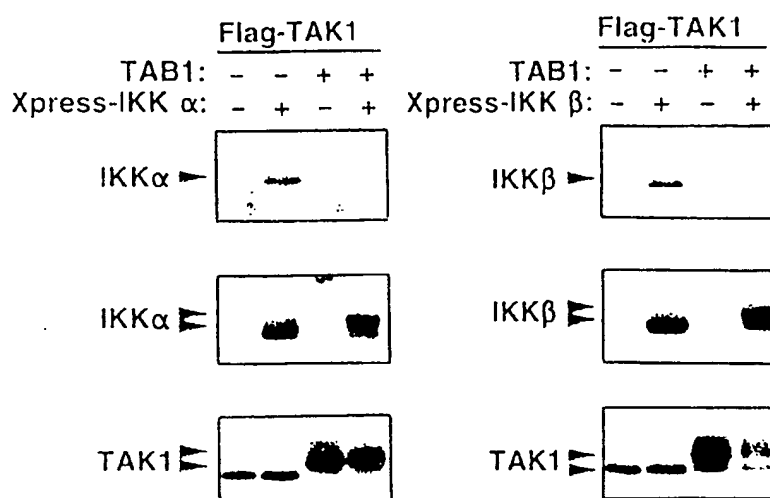 Flag-TAK1
TAB1: - - + +
Xpress-IKK α: - + - +
IKKα
IKKα
TAK1
Flag-TAK1
TAB1: - - + +
Xpress-IKK β: - + - +
IKKβ
IKKβ
TAK1